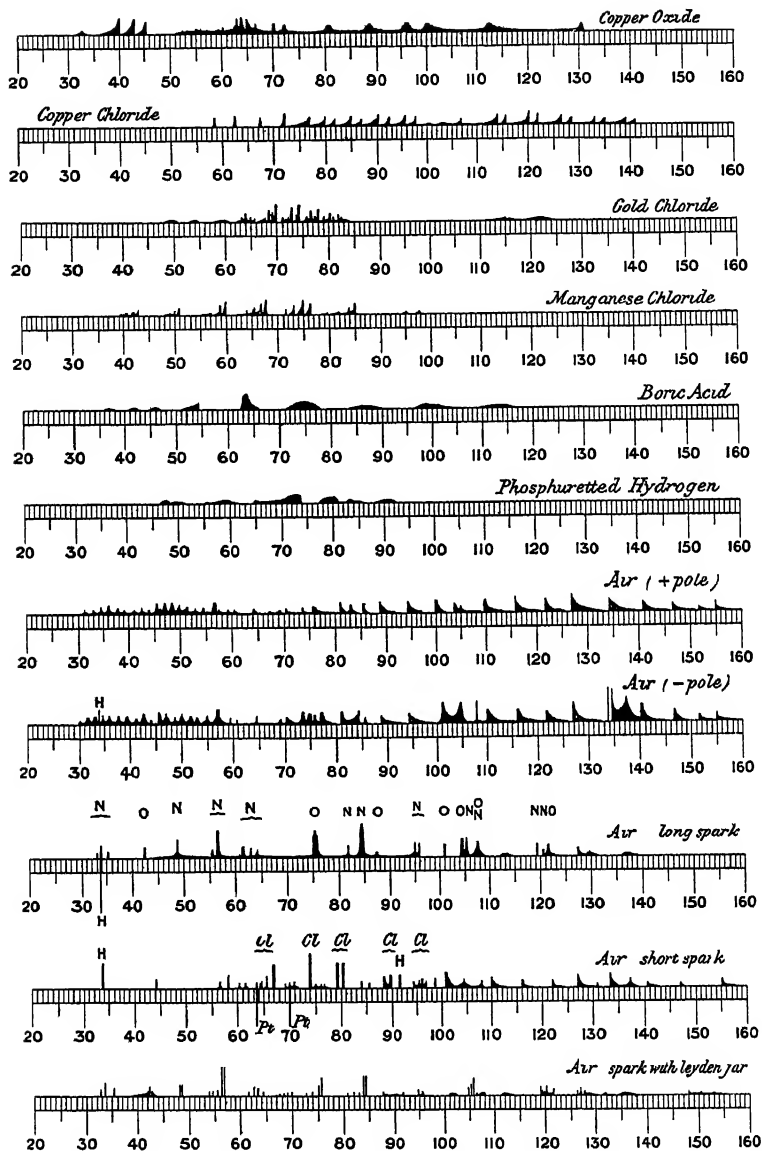 Copper Oxide
20 30 40 50 60 70 80 90 100 110 120 130 140 150 160
Copper Chloride
20 30 40 50 60 70 80 90 100 110 120 130 140 150 160
Gold Chloride
20 30 40 50 60 70 80 90 100 110 120 130 140 150 160
Manganese Chloride
20 30 40 50 60 70 80 90 100 110 120 130 140 150 160
Boric Acid
20 30 40 50 60 70 80 90 100 110 120 130 140 150 160
Phosphuretted Hydrogen
20 30 40 50 60 70 80 90 100 110 120 130 140 150 160
Air (+pole)
20 30 40 50 60 70 80 90 100 110 120 130 140 150 160
Air (-pole)
H
20 30 40 50 60 70 80 90 100 110 120 130 140 150 160
N O N N N O N N O N O O N O N N N O
Air long spark
20 30 40 50 60 70 80 90 100 110 120 130 140 150 160
H
H Cl Cl Cl Cl H Cl
Air short spark
Pt Pt
20 30 40 50 60 70 80 90 100 110 120 130 140 150 160
Air spark with leyden jar
20 30 40 50 60 70 80 90 100 110 120 130 140 150 160